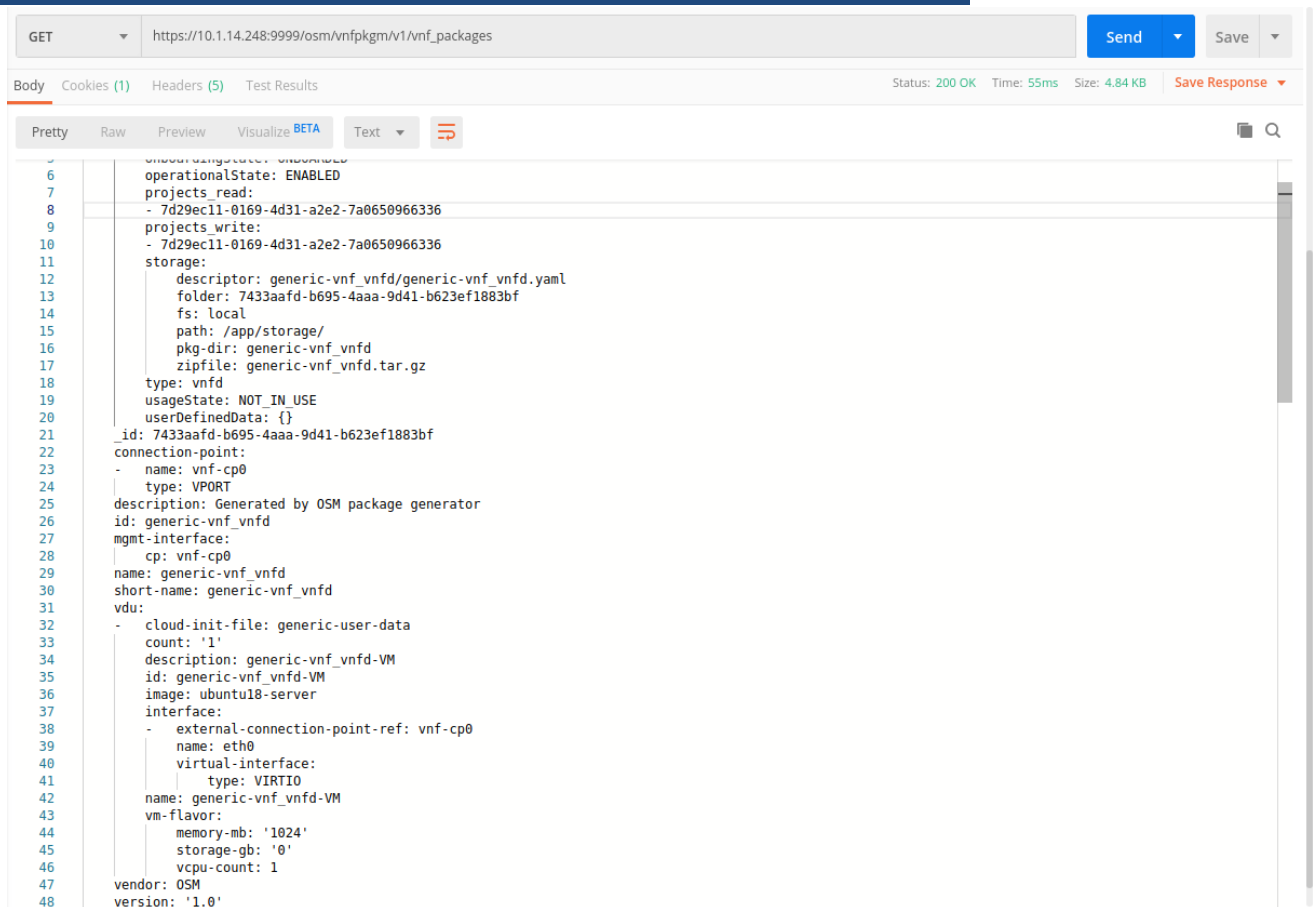 GET https://10.1.14.248:9999/osm/vnfpkgm/v1/vnf_packages Send Save
Body Cookies (1) Headers (5) Test Results Status: 200 OK Time: 55ms Size: 4.84 KB Save Response
Pretty Raw Preview Visualize BETA Text
5 onboardingState: ONBOARDED
6 operationalState: ENABLED
7 projects_read:
8 - 7d29ec11-0169-4d31-a2e2-7a0650966336
9 projects_write:
10 - 7d29ec11-0169-4d31-a2e2-7a0650966336
11 storage:
12 descriptor: generic-vnf_vnfd/generic-vnf_vnfd.yaml
13 folder: 7433aafd-b695-4aaa-9d41-b623ef1883bf
14 fs: local
15 path: /app/storage/
16 pkg-dir: generic-vnf_vnfd
17 zipfile: generic-vnf_vnfd.tar.gz
18 type: vnfd
19 usageState: NOT_IN_USE
20 userDefinedData: {}
21 _id: 7433aafd-b695-4aaa-9d41-b623ef1883bf
22 connection-point:
23 - name: vnf-cp0
24 type: VPORT
25 description: Generated by OSM package generator
26 id: generic-vnf_vnfd
27 mgmt-interface:
28 cp: vnf-cp0
29 name: generic-vnf_vnfd
30 short-name: generic-vnf_vnfd
31 vdu:
32 - cloud-init-file: generic-user-data
33 count: '1'
34 description: generic-vnf_vnfd-VM
35 id: generic-vnf_vnfd-VM
36 image: ubuntu18-server
37 interface:
38 - external-connection-point-ref: vnf-cp0
39 name: eth0
40 virtual-interface:
41 type: VIRTIO
42 name: generic-vnf_vnfd-VM
43 vm-flavor:
44 memory-mb: '1024'
45 storage-gb: '0'
46 vcpu-count: 1
47 vendor: OSM
48 version: '1.0'